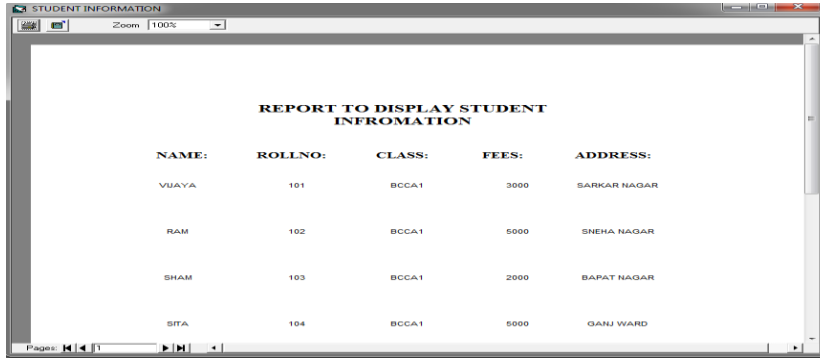 STUDENT INFORMATION
Zoom 100%
REPORT TO DISPLAY STUDENT
INFROMATION
NAME: ROLLNO: CLASS: FEES: ADDRESS:
VIJAYA 101 BCCA1 3000 SARKAR NAGAR
RAM 102 BCCA1 5000 SNEHA NAGAR
SHAM 103 BCCA1 2000 BAPAT NAGAR
SITA 104 BCCA1 5000 GANJ WARD
Pages: 1